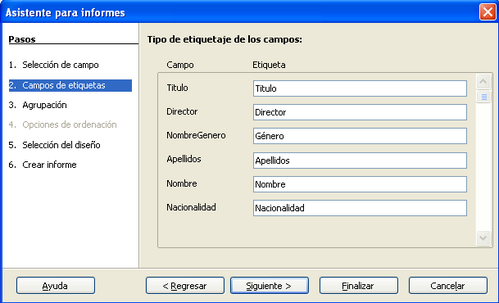 Asistente para informes
Pasos
1. Selección de campo
2. Campos de etiquetas
3. Agrupación
4. Opciones de ordenación
5. Selección del diseño
6. Crear informe
Tipo de etiquetaje de los campos:
Campo Etiqueta
Titulo Titulo
Director Director
NombreGenero Género
Apellidos Apellidos
Nombre Nombre
Nacionalidad Nacionalidad
Ayuda < Regresar Siguiente > Finalizar Cancelar